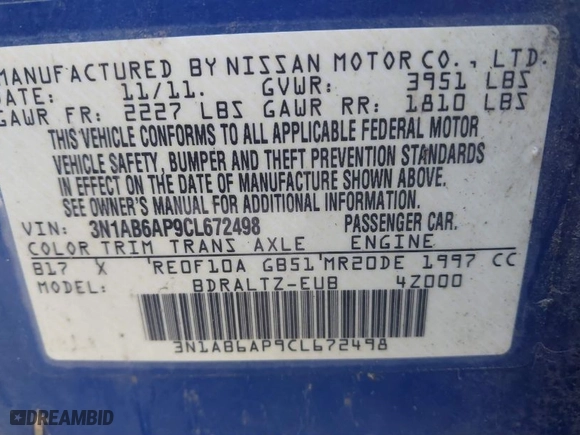 MANUFACTURED BY NISSAN MOTOR CO., LTD.
DATE: 11/11. GVWR: 3951 LBS
GAWR FR: 2227 LBS GAWR RR: 1810 LBS
THIS VEHICLE CONFORMS TO ALL APPLICABLE FEDERAL MOTOR
VEHICLE SAFETY, BUMPER AND THEFT PREVENTION STANDARDS
IN EFFECT ON THE DATE OF MANUFACTURE SHOWN ABOVE.
SEE OWNER'S MANUAL FOR ADDITIONAL INFORMATION.
VIN: 3N1AB6AP9CL672498 PASSENGER CAR.
COLOR TRIM TRANS AXLE ENGINE
B17 X RE0F10A GB51 MR20DE 1997 CC
MODEL: BDRALTZ-EUB 4Z000
3N1AB6AP9CL672498
DREAMBID